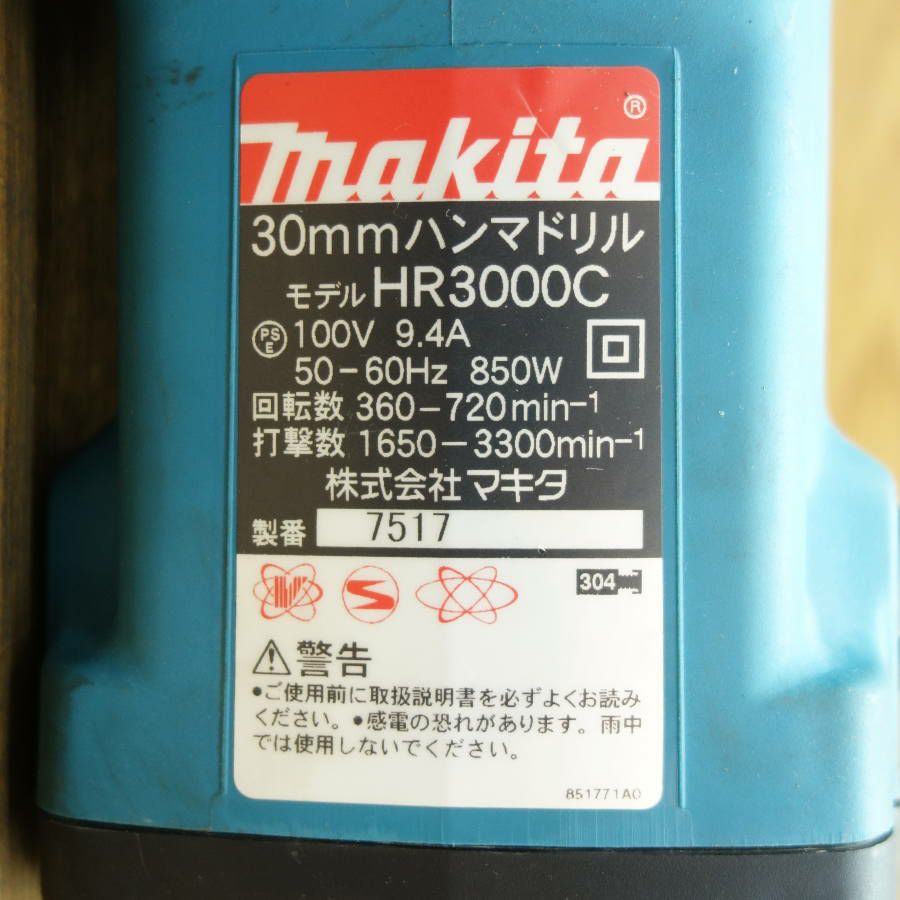 makita®
30mmハンマドリル
モデル HR3000C
PSE 100V 9.4A
50-60Hz 850W
回転数 360-720min-1
打撃数 1650-3300min-1
株式会社マキタ
製番 7517
304
⚠警告
•ご使用前に取扱説明書を必ずよくお読み
ください。•感電の恐れがあります。雨中
では使用しないでください。
851771A0